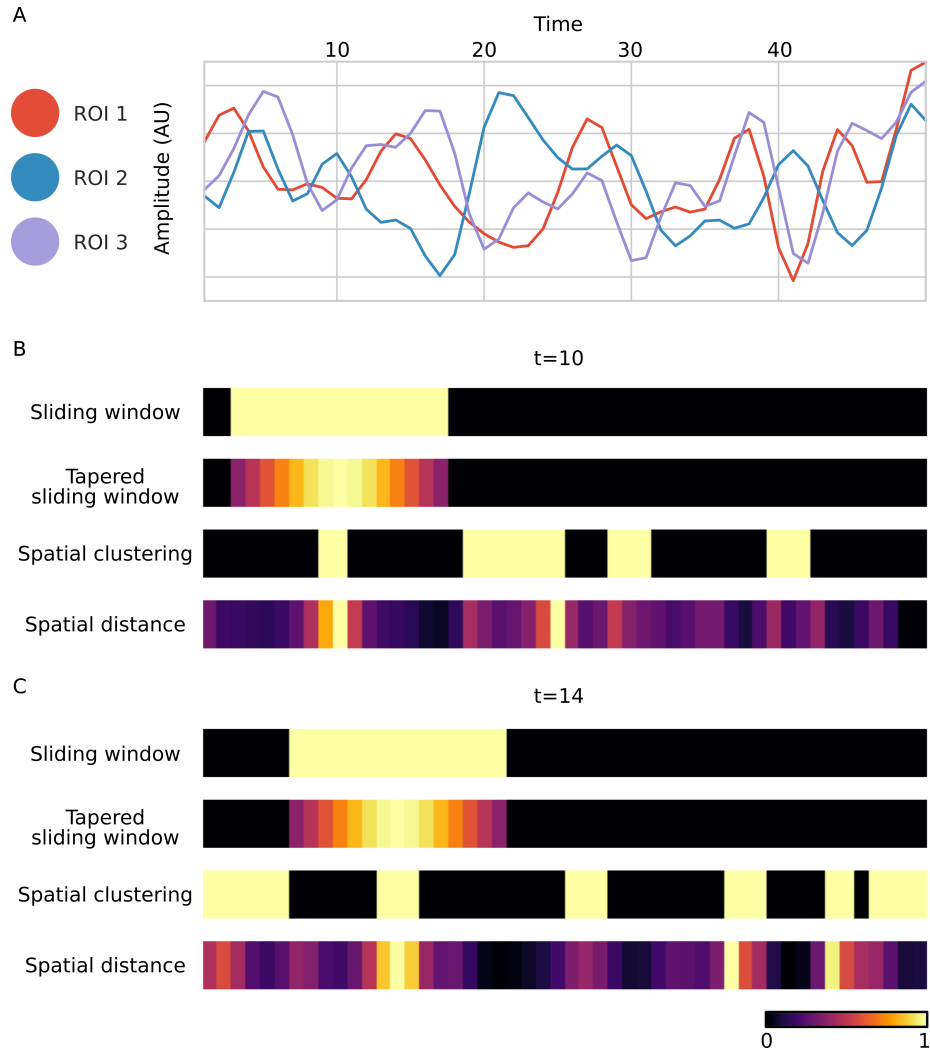 A
Time
10 20 30 40
ROI 1
ROI 2
ROI 3
Amplitude (AU)
B
t=10
Sliding window
Tapered
sliding window
Spatial clustering
Spatial distance
C
t=14
Sliding window
Tapered
sliding window
Spatial clustering
Spatial distance
0 1